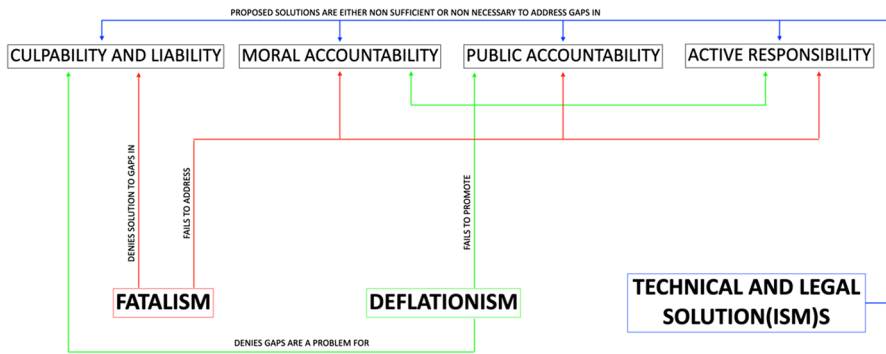 PROPOSED SOLUTIONS ARE EITHER NON SUFFICIENT OR NON NECESSARY TO ADDRESS GAPS IN
CULPABILITY AND LIABILITY
MORAL ACCOUNTABILITY
PUBLIC ACCOUNTABILITY
ACTIVE RESPONSIBILITY
DENIES SOLUTION TO GAPS IN
FAILS TO ADDRESS
FAILS TO PROMOTE
FATALISM
DEFLATIONISM
TECHNICAL AND LEGAL
SOLUTION(ISM)S
DENIES GAPS ARE A PROBLEM FOR